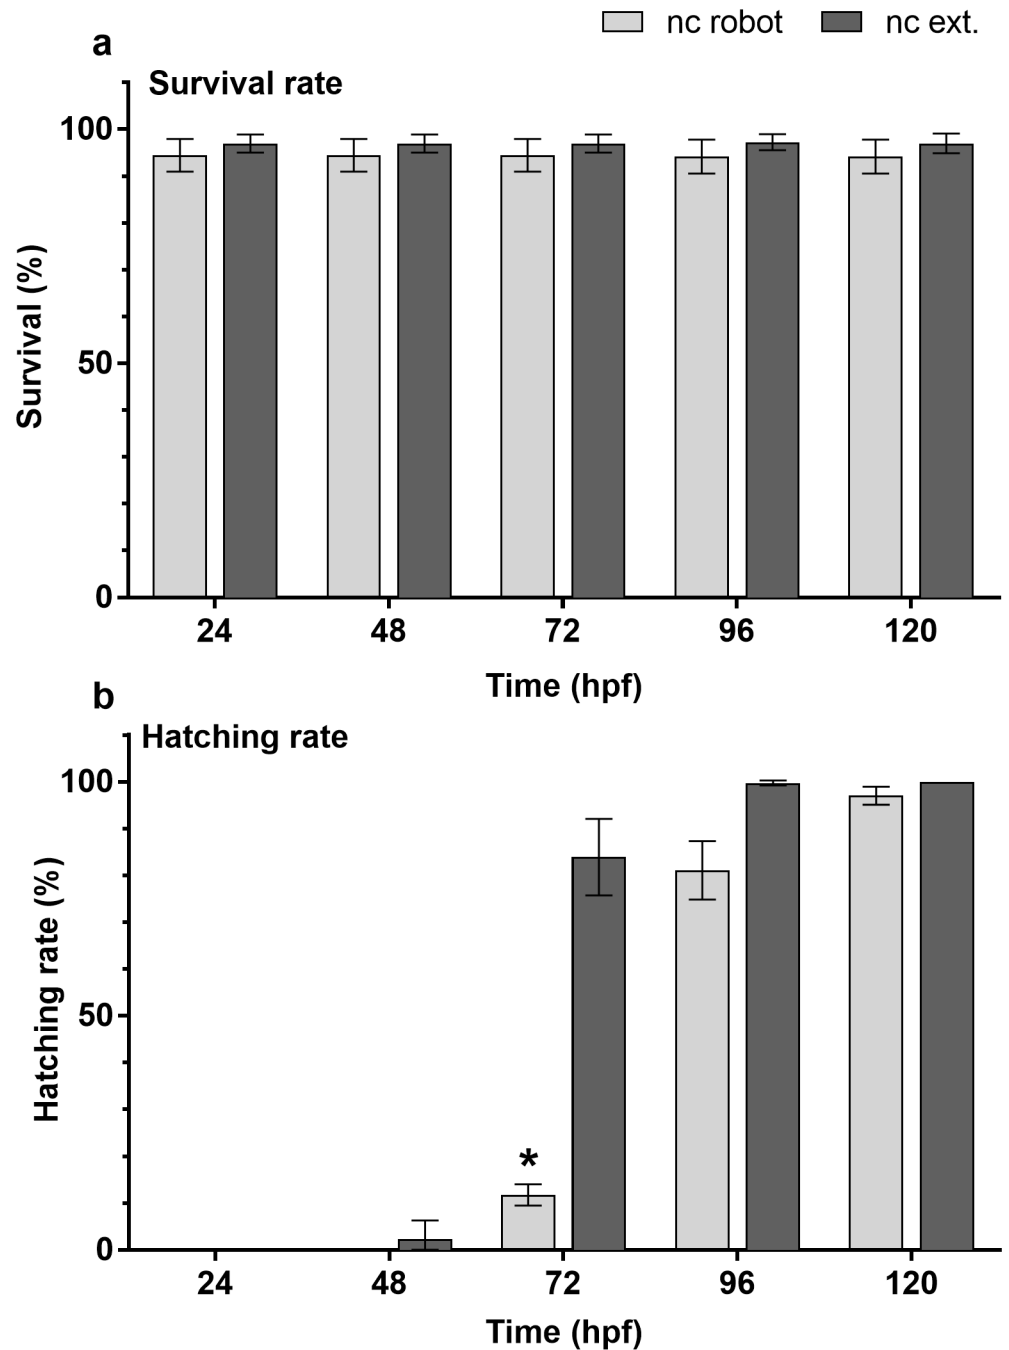 nc robot nc ext.
a
Survival rate
100
50
0
Survival (%)
24 48 72 96 120
Time (hpf)
b
Hatching rate
100
50
0
Hatching rate (%)
*
24 48 72 96 120
Time (hpf)